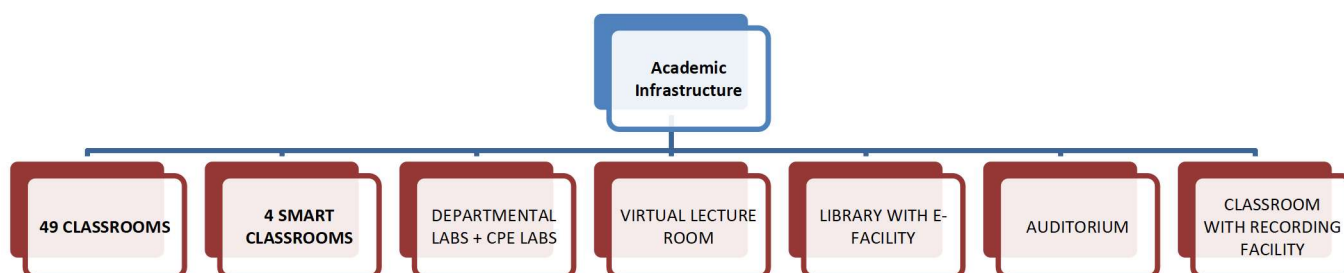 Academic
Infrastructure
49 CLASSROOMS
4 SMART
CLASSROOMS
DEPARTMENTAL
LABS + CPE LABS
VIRTUAL LECTURE
ROOM
LIBRARY WITH E-
FACILITY
AUDITORIUM
CLASSROOM
WITH RECORDING
FACILITY